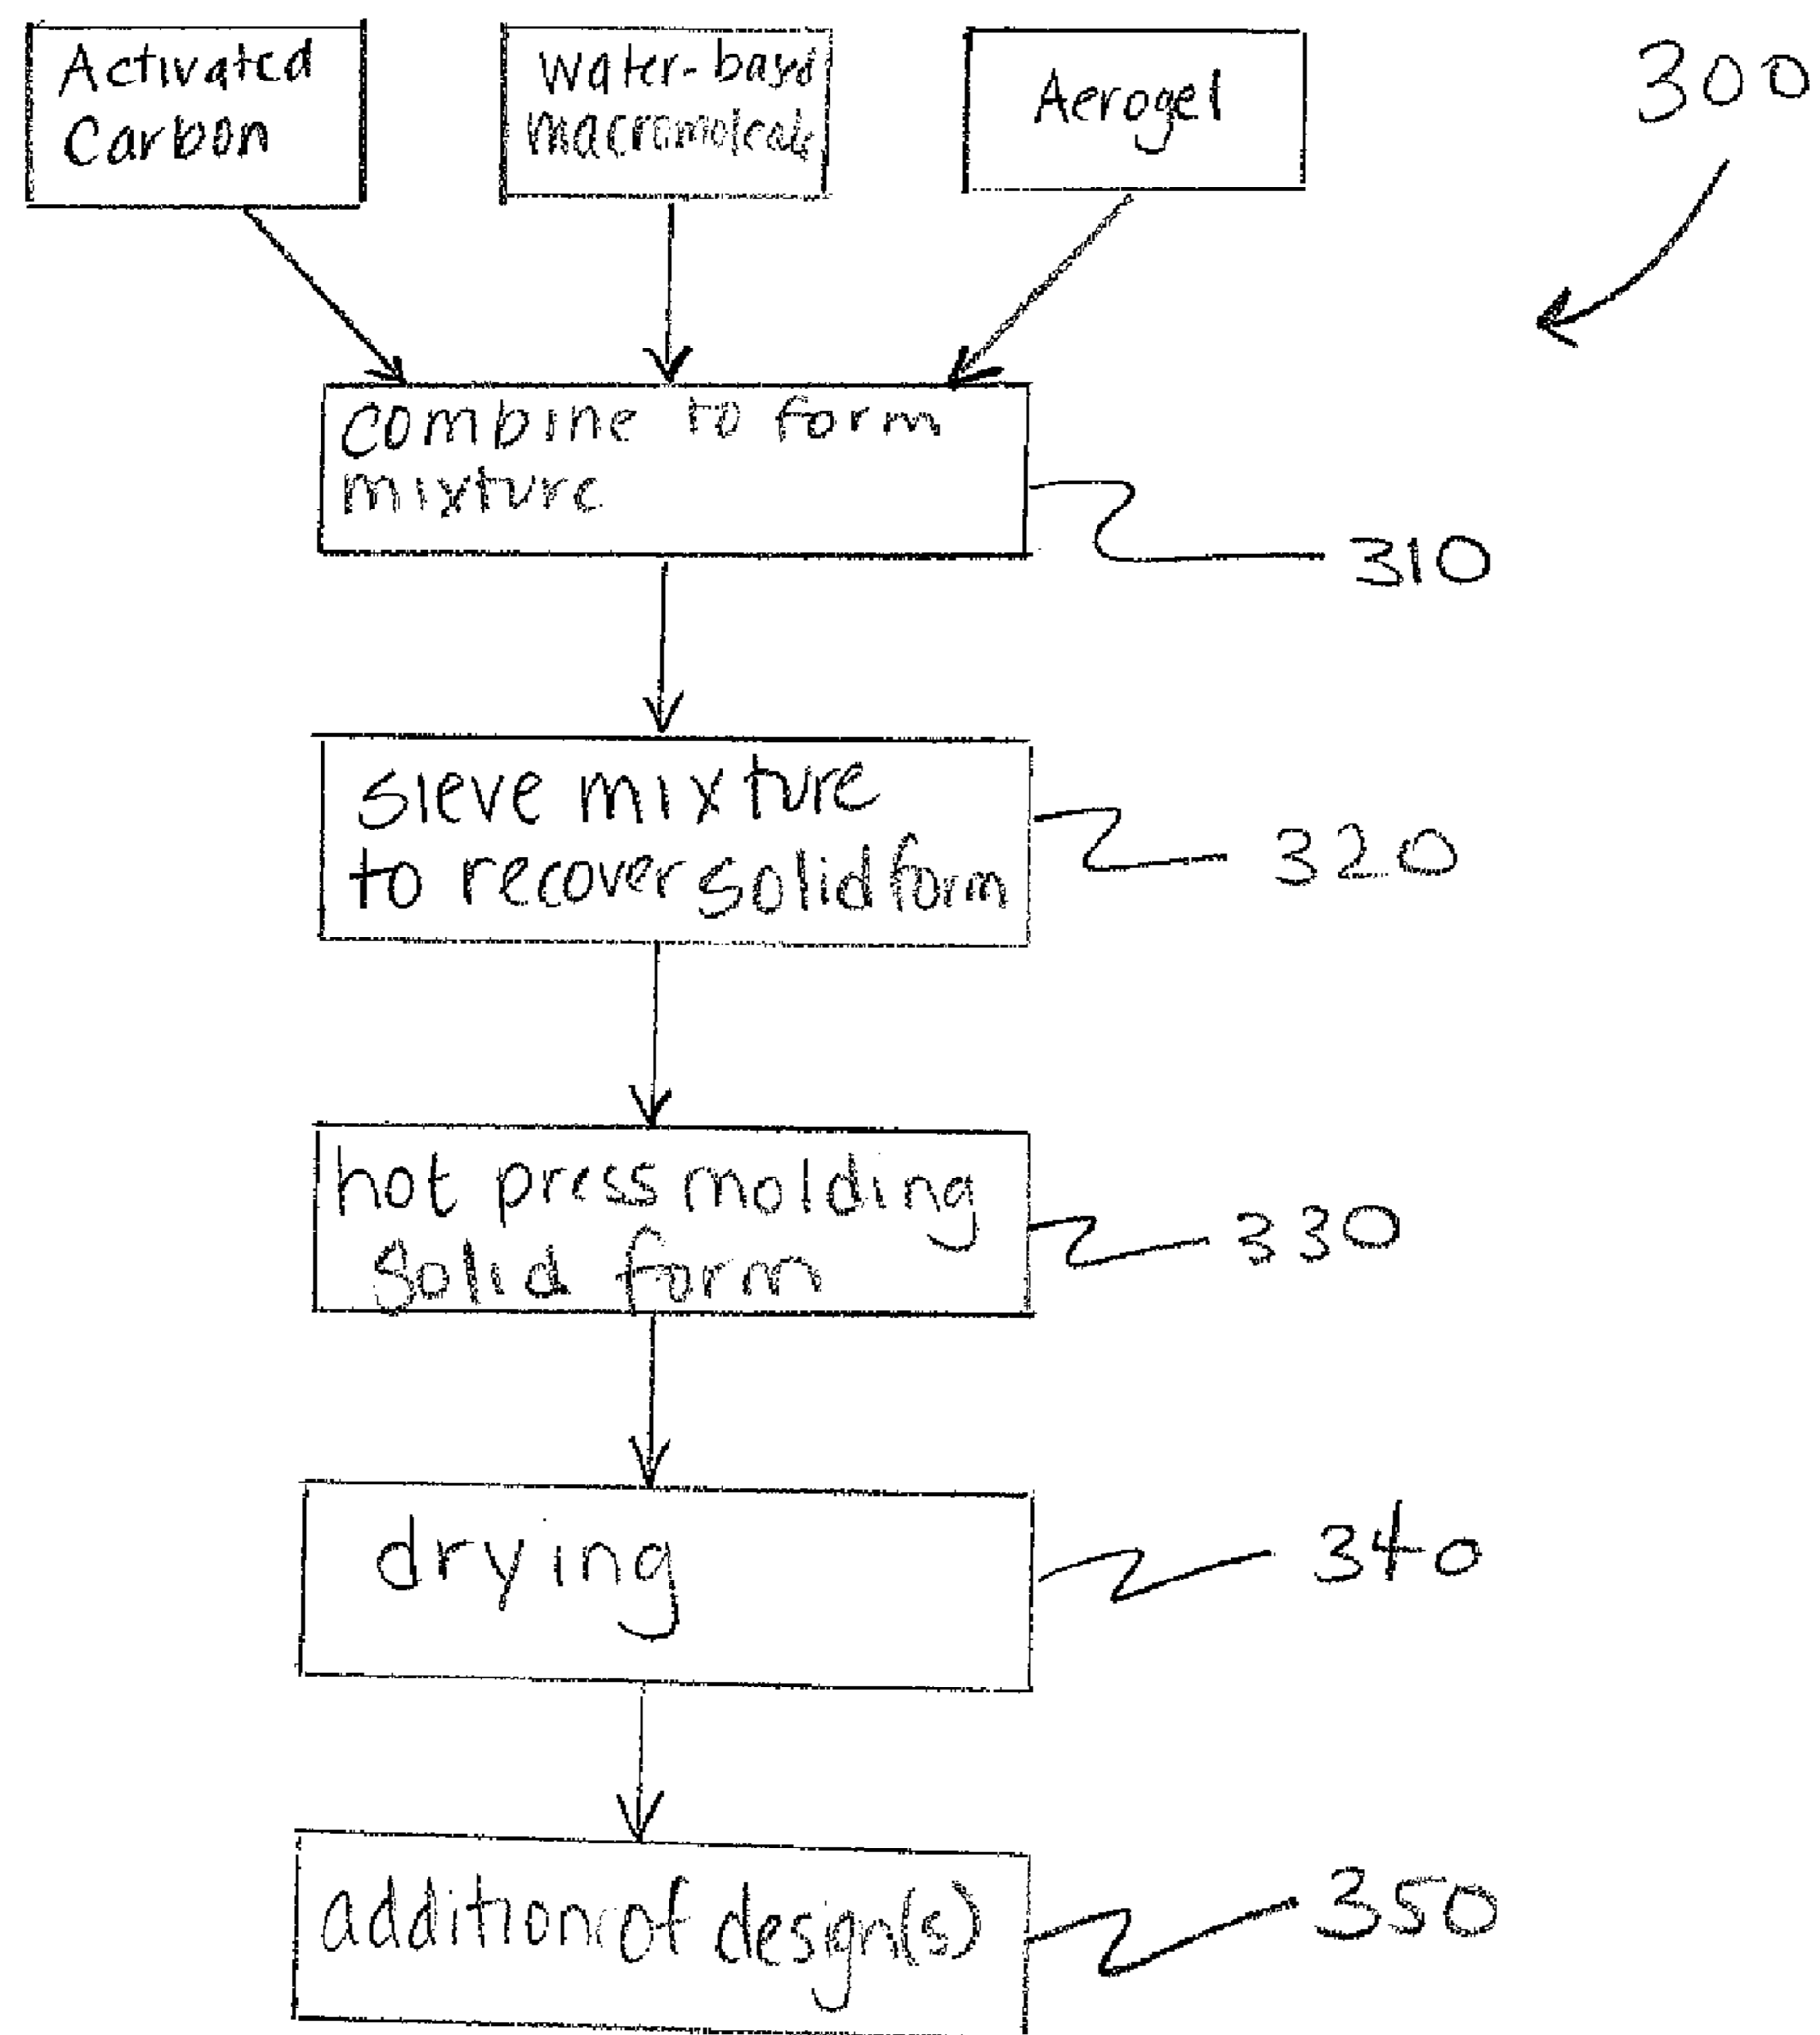 Activated
Carbon
water-based
macromolecule
Aerogel
300
combine to form
mixture
310
sieve mixture
to recover solid form
320
hot press molding
solid form
330
drying
340
addition of design(s)
350